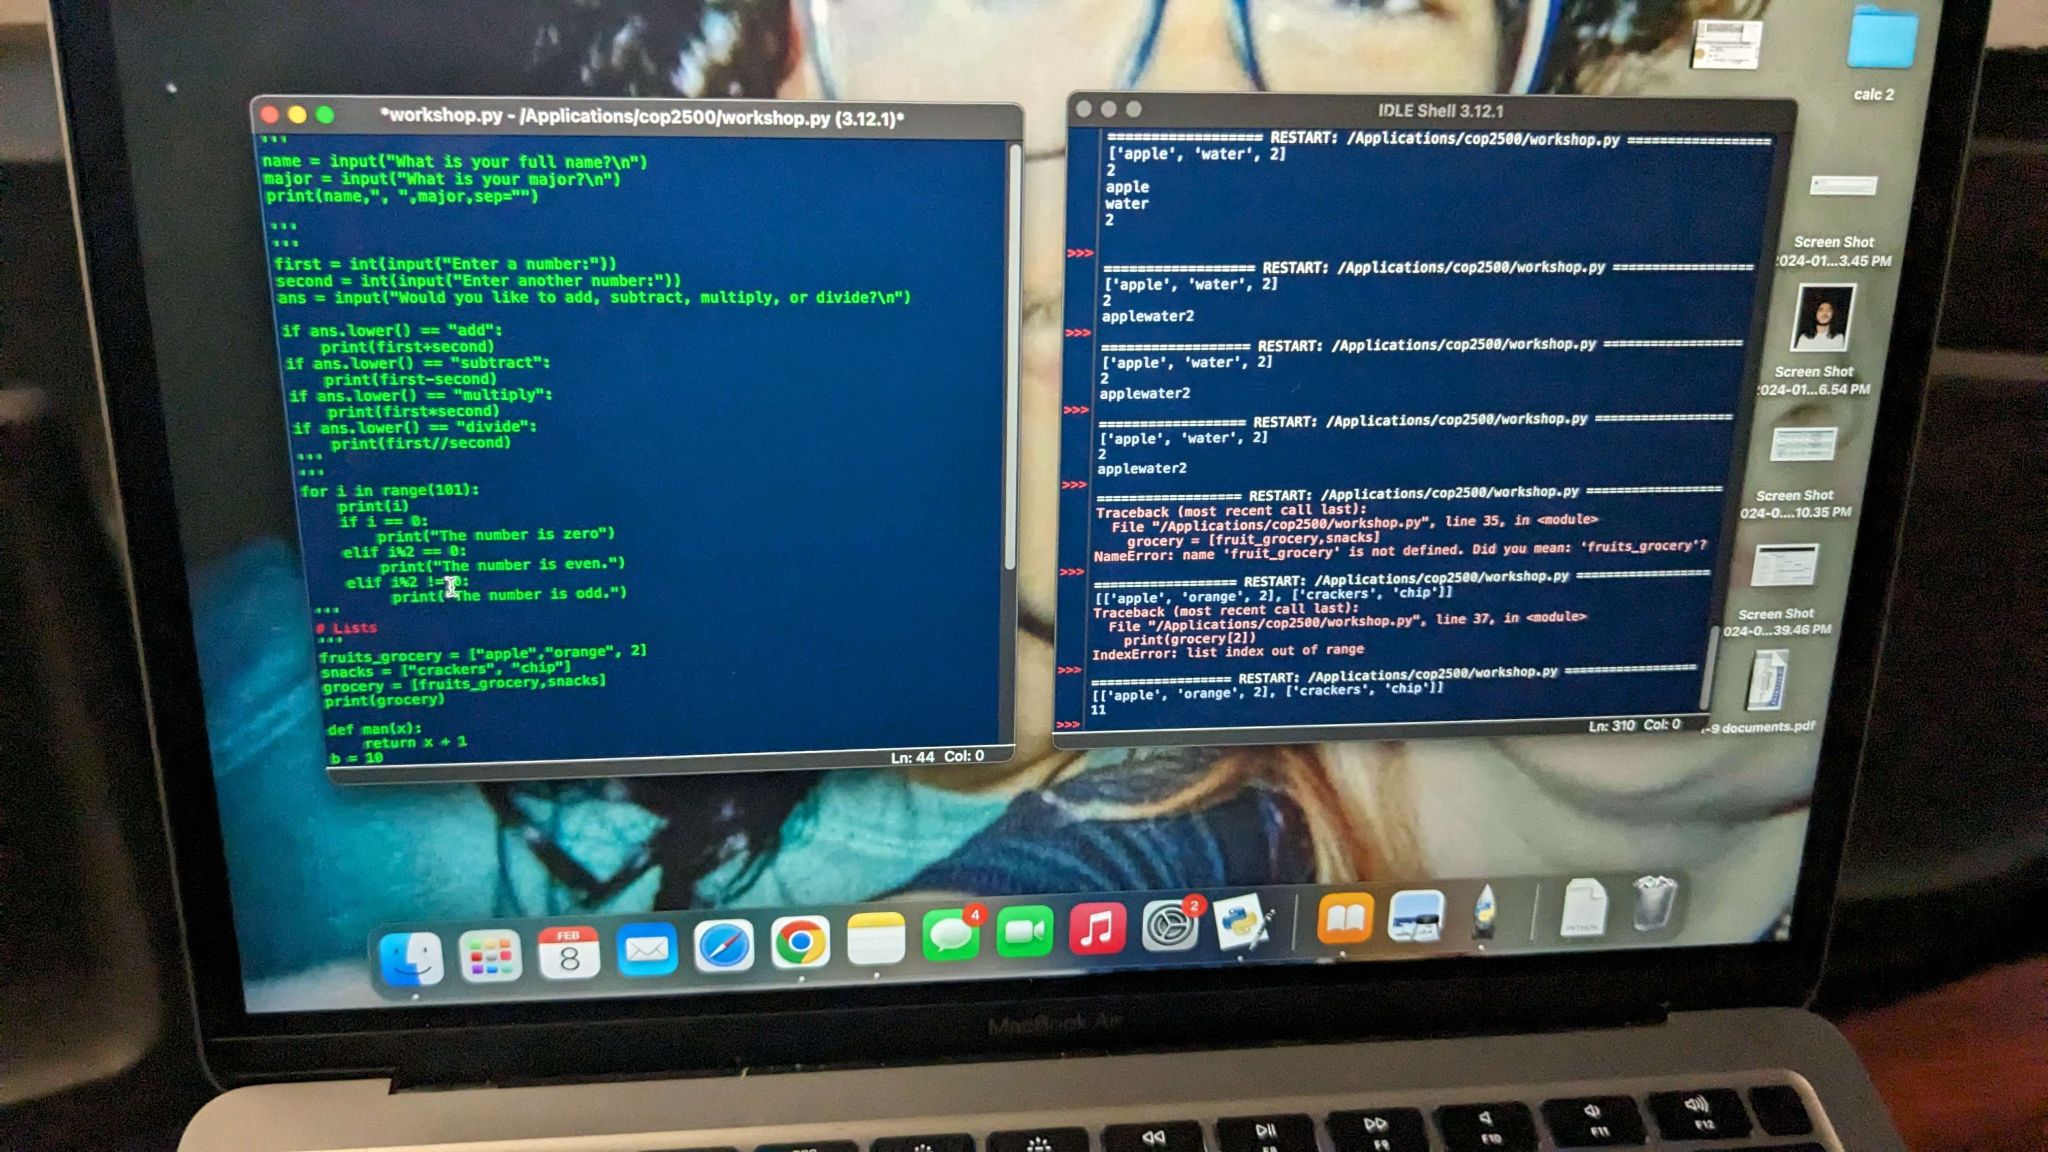 *workshop.py - /Applications/cop2500/workshop.py (3.12.1)*
'''
name = input("What is your full name?\n")
major = input("What is your major?\n")
print(name,", ",major,sep="")
'''
'''
first = int(input("Enter a number:"))
second = int(input("Enter another number:"))
ans = input("Would you like to add, subtract, multiply, or divide?\n")
if ans.lower() == "add":
print(first+second)
if ans.lower() == "subtract":
print(first-second)
if ans.lower() == "multiply":
print(first*second)
if ans.lower() == "divide":
print(first//second)
'''
'''
for i in range(101):
print(i)
if i == 0:
print("The number is zero")
elif i%2 == 0:
print("The number is even.")
elif i%2 != 0:
print("The number is odd.")
'''
# Lists
'''
fruits_grocery = ["apple","orange", 2]
snacks = ["crackers", "chip"]
grocery = [fruits_grocery,snacks]
print(grocery)
def man(x):
return x + 1
b = 10
Ln: 44 Col: 0
IDLE Shell 3.12.1
=================== RESTART: /Applications/cop2500/workshop.py ==================
['apple', 'water', 2]
2
apple
water
2
>>>
================== RESTART: /Applications/cop2500/workshop.py ==================
['apple', 'water', 2]
2
applewater2
>>>
================== RESTART: /Applications/cop2500/workshop.py ==================
['apple', 'water', 2]
2
applewater2
>>>
================== RESTART: /Applications/cop2500/workshop.py ==================
['apple', 'water', 2]
2
applewater2
>>>
================== RESTART: /Applications/cop2500/workshop.py ==================
Traceback (most recent call last):
File "/Applications/cop2500/workshop.py", line 35, in <module>
grocery = [fruit_grocery,snacks]
NameError: name 'fruit_grocery' is not defined. Did you mean: 'fruits_grocery'?
>>>
================== RESTART: /Applications/cop2500/workshop.py ==================
[['apple', 'orange', 2], ['crackers', 'chip']]
Traceback (most recent call last):
File "/Applications/cop2500/workshop.py", line 37, in <module>
print(grocery[2])
IndexError: list index out of range
>>>
================== RESTART: /Applications/cop2500/workshop.py ==================
[['apple', 'orange', 2], ['crackers', 'chip']]
11
>>>
Ln: 310 Col: 0
calc 2
Screen Shot
2024-01...3.45 PM
Screen Shot
2024-01...6.54 PM
Screen Shot
024-0....10.35 PM
Screen Shot
024-0...39.46 PM
-9 documents.pdf
FEB
8
4
2
PYTHON
MacBook Air
F8
F9
F10
F11
F12